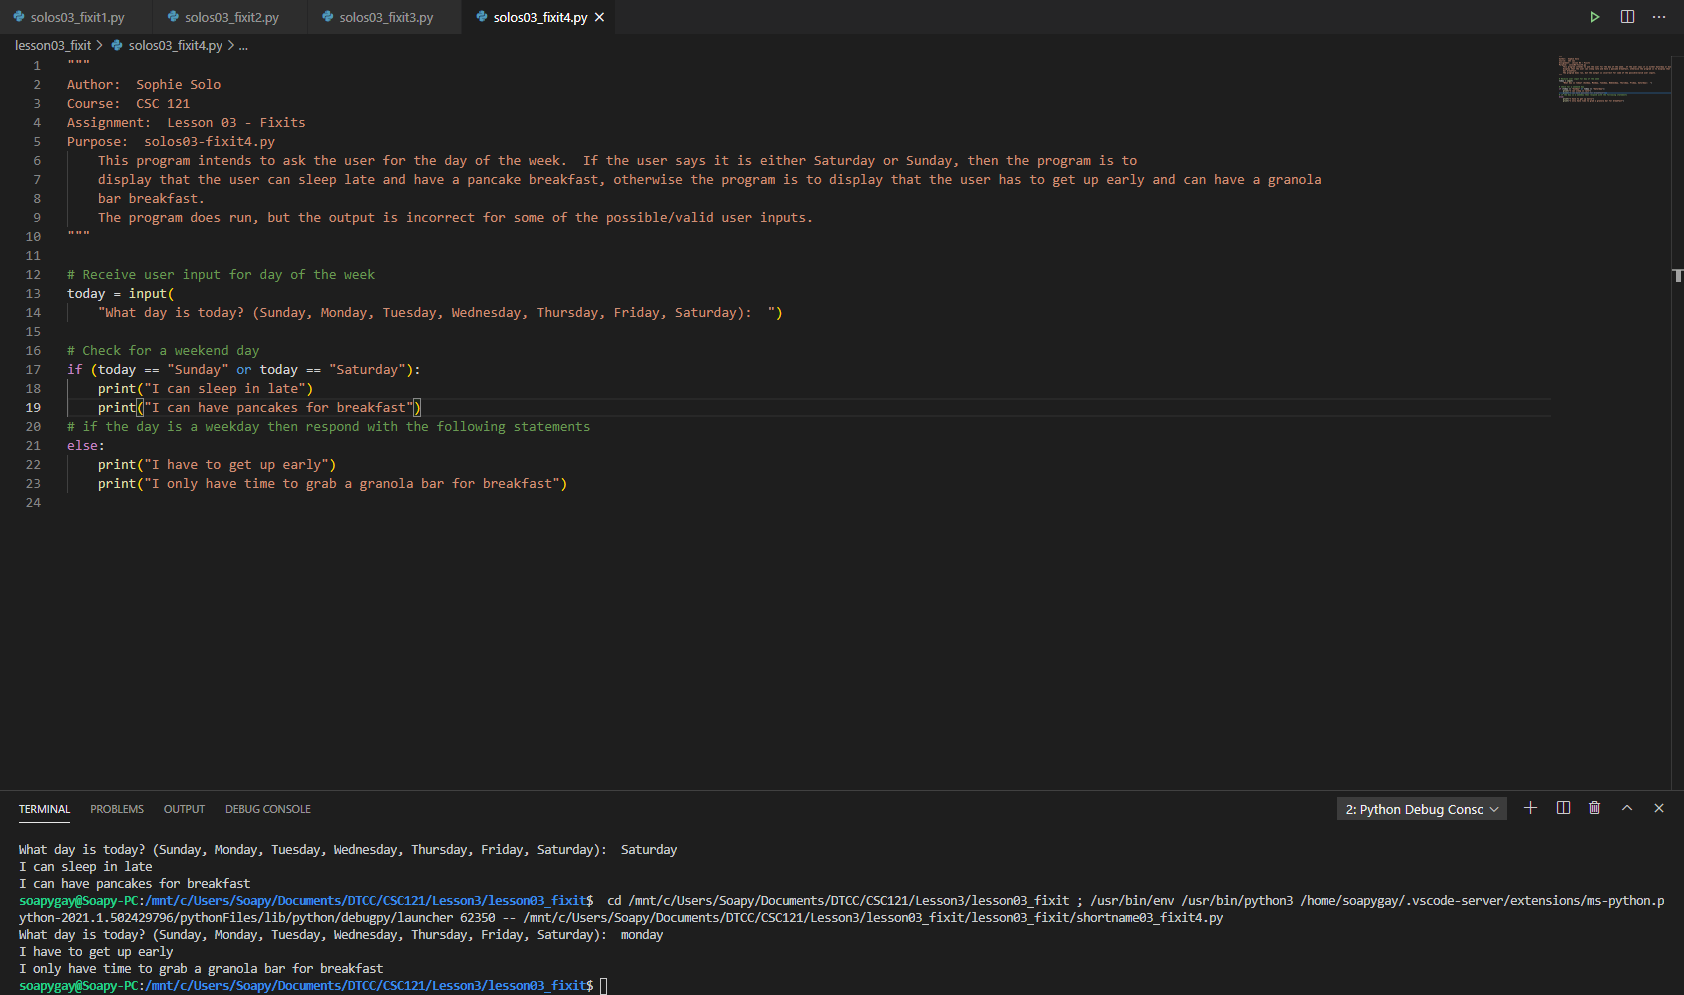 solos03_fixit1.py solos03_fixit2.py solos03_fixit3.py solos03_fixit4.py
lesson03_fixit > solos03_fixit4.py > ...
1 """
2 Author:  Sophie Solo
3 Course:  CSC 121
4 Assignment:  Lesson 03 - Fixits
5 Purpose:  solos03-fixit4.py
6     This program intends to ask the user for the day of the week.  If the user says it is either Saturday or Sunday, then the program is to
7     display that the user can sleep late and have a pancake breakfast, otherwise the program is to display that the user has to get up early and can have a granola
8     bar breakfast.
9     The program does run, but the output is incorrect for some of the possible/valid user inputs.
10 """
11
12 # Receive user input for day of the week
13 today = input(
14     "What day is today? (Sunday, Monday, Tuesday, Wednesday, Thursday, Friday, Saturday):  ")
15
16 # Check for a weekend day
17 if (today == "Sunday" or today == "Saturday"):
18     print("I can sleep in late")
19     print("I can have pancakes for breakfast")
20 # if the day is a weekday then respond with the following statements
21 else:
22     print("I have to get up early")
23     print("I only have time to grab a granola bar for breakfast")
24
TERMINAL PROBLEMS OUTPUT DEBUG CONSOLE 2: Python Debug Consc
What day is today? (Sunday, Monday, Tuesday, Wednesday, Thursday, Friday, Saturday):  Saturday
I can sleep in late
I can have pancakes for breakfast
soapygay@Soapy-PC:/mnt/c/Users/Soapy/Documents/DTCC/CSC121/Lesson3/lesson03_fixit$  cd /mnt/c/Users/Soapy/Documents/DTCC/CSC121/Lesson3/lesson03_fixit ; /usr/bin/env /usr/bin/python3 /home/soapygay/.vscode-server/extensions/ms-python.p
ython-2021.1.502429796/pythonFiles/lib/python/debugpy/launcher 62350 -- /mnt/c/Users/Soapy/Documents/DTCC/CSC121/Lesson3/lesson03_fixit/lesson03_fixit/shortname03_fixit4.py
What day is today? (Sunday, Monday, Tuesday, Wednesday, Thursday, Friday, Saturday):  monday
I have to get up early
I only have time to grab a granola bar for breakfast
soapygay@Soapy-PC:/mnt/c/Users/Soapy/Documents/DTCC/CSC121/Lesson3/lesson03_fixit$